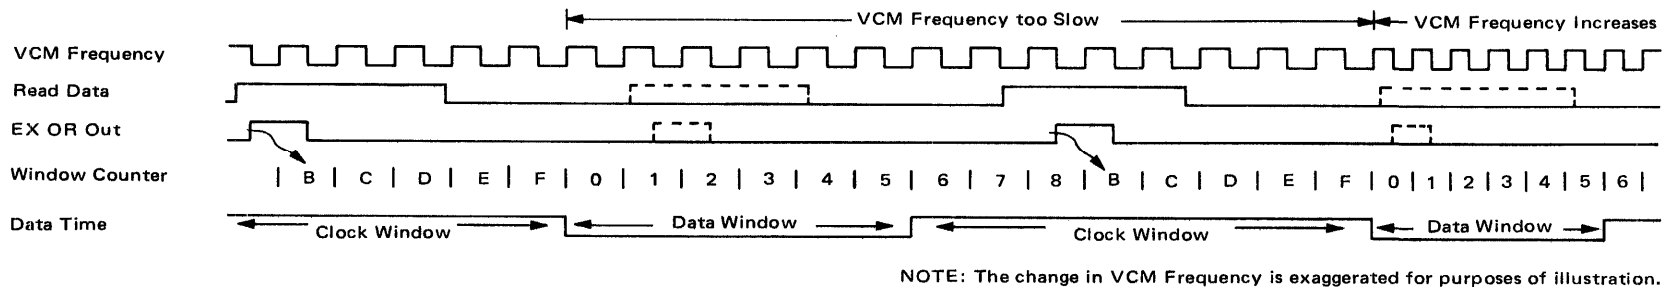 VCM Frequency too Slow VCM Frequency Increases
VCM Frequency
Read Data
EX OR Out
Window Counter | B | C | D | E | F | 0 | 1 | 2 | 3 | 4 | 5 | 6 | 7 | 8 | B | C | D | E | F | 0 | 1 | 2 | 3 | 4 | 5 | 6 |
Data Time Clock Window Data Window Clock Window Data Window
NOTE: The change in VCM Frequency is exaggerated for purposes of illustration.